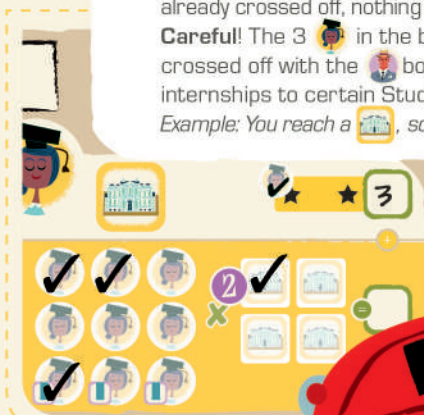 already crossed off, nothing
Careful! The 3 in the b
crossed off with the bo
internships to certain Stud
Example: You reach a , so
3
+
2
x
=